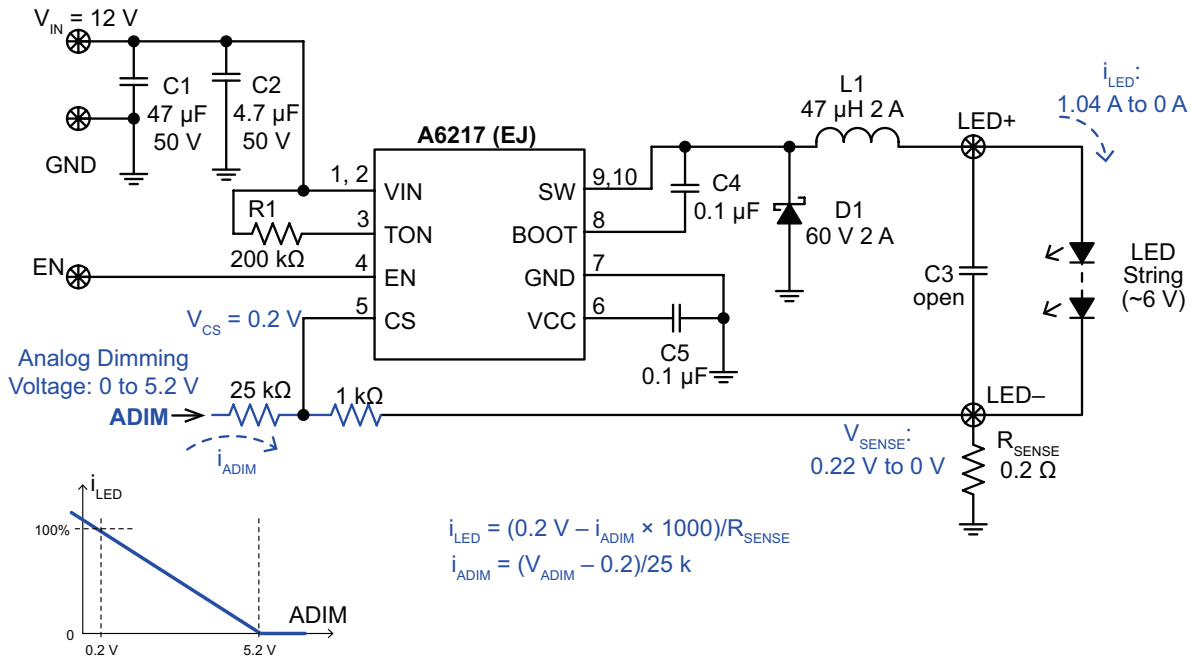 V_IN = 12 V
C1
47 µF
50 V
C2
4.7 µF
50 V
GND
A6217 (EJ)
1, 2
VIN
R1
200 kΩ
3
TON
EN
4
EN
V_CS = 0.2 V
5
CS
SW
9,10
BOOT
8
GND
7
VCC
6
C4
0.1 µF
C5
0.1 µF
D1
60 V 2 A
L1
47 µH 2 A
LED+
i_LED:
1.04 A to 0 A
C3
open
LED
String
(~6 V)
LED–
Analog Dimming
Voltage: 0 to 5.2 V
ADIM
25 kΩ
1 kΩ
i_ADIM
V_SENSE:
0.22 V to 0 V
R_SENSE
0.2 Ω
i_LED
100%
0
0.2 V
5.2 V
ADIM
i_LED = (0.2 V – i_ADIM × 1000)/R_SENSE
i_ADIM = (V_ADIM – 0.2)/25 k